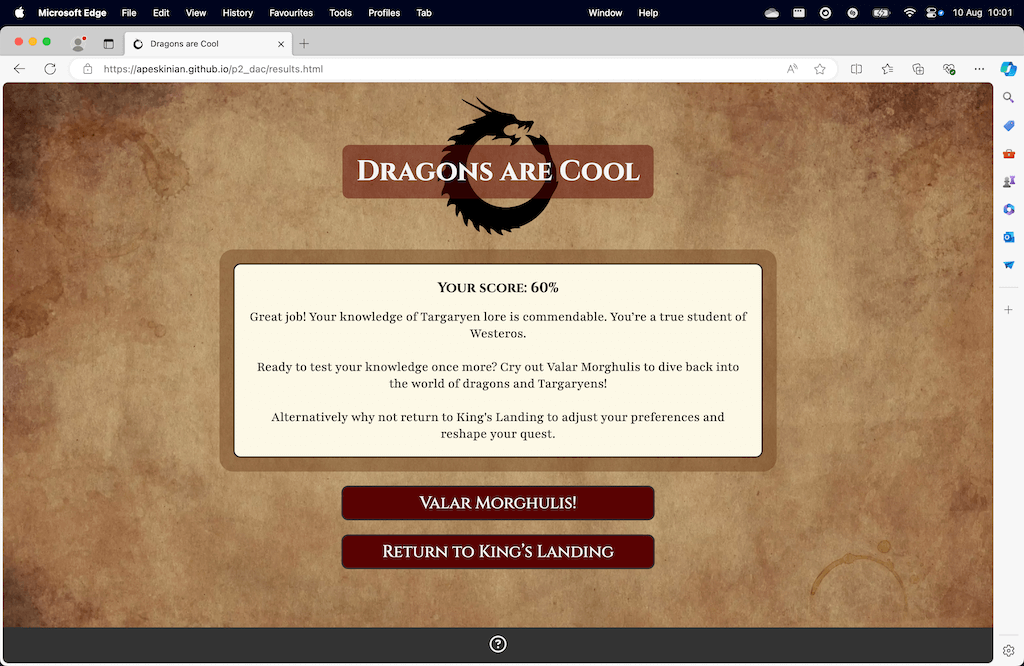 Microsoft Edge File Edit View History Favourites Tools Profiles Tab Window Help 10 Aug 10:01
Dragons are Cool
https://apeskinian.github.io/p2_dac/results.html
Dragons are Cool
Your score: 60%
Great job! Your knowledge of Targaryen lore is commendable. You’re a true student of
Westeros.
Ready to test your knowledge once more? Cry out Valar Morghulis to dive back into
the world of dragons and Targaryens!
Alternatively why not return to King's Landing to adjust your preferences and
reshape your quest.
Valar Morghulis!
Return to King’s Landing